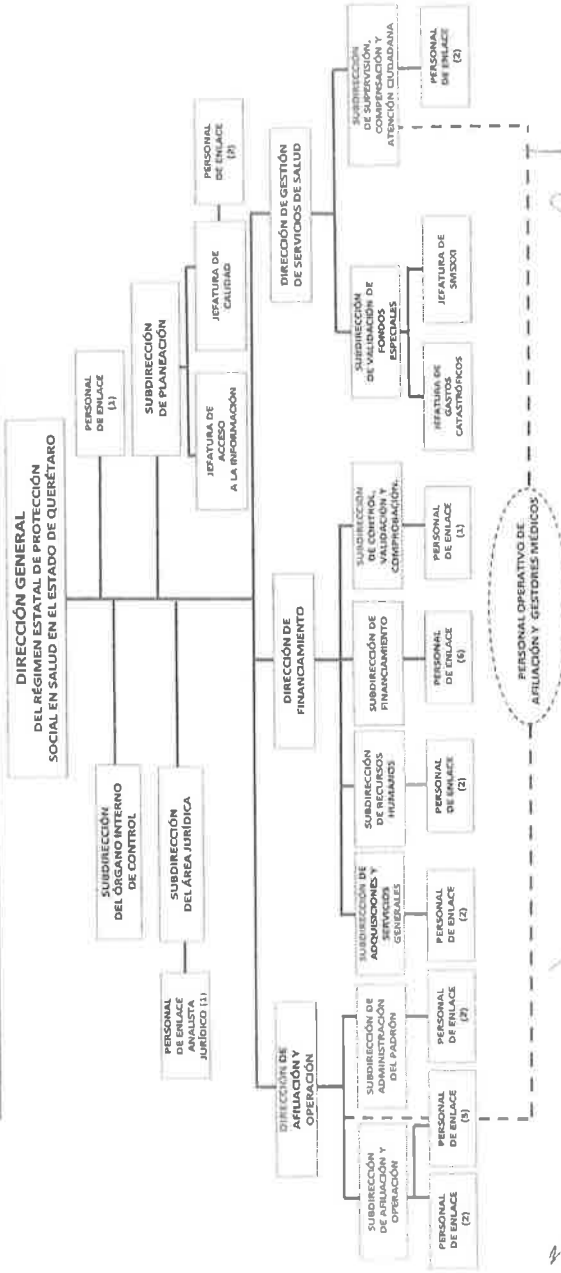 DIRECCIÓN GENERAL
DEL RÉGIMEN ESTATAL DE PROTECCIÓN
SOCIAL EN SALUD EN EL ESTADO DE QUERÉTARO
PERSONAL
DE ENLACE
(1)
SUBDIRECCIÓN
DEL ÓRGANO INTERNO
DE CONTROL
SUBDIRECCIÓN
DE PLANEACIÓN
SUBDIRECCIÓN
DEL ÁREA JURÍDICA
PERSONAL
DE ENLACE
ANALISTA
JURÍDICO (1)
JEFATURA DE
ACCESO
A LA INFORMACIÓN
JEFATURA DE
CALIDAD
PERSONAL
DE ENLACE
(2)
DIRECCIÓN DE
AFILIACIÓN Y
OPERACIÓN
DIRECCIÓN DE
FINANCIAMIENTO
DIRECCIÓN DE GESTIÓN
DE SERVICIOS DE SALUD
SUBDIRECCIÓN
DE AFILIACIÓN Y
OPERACIÓN
SUBDIRECCIÓN DE
ADMINISTRACIÓN
DEL PADRÓN
SUBDIRECCIÓN DE
ADQUISICIONES Y
SERVICIOS
GENERALES
SUBDIRECCIÓN
DE RECURSOS
HUMANOS
SUBDIRECCIÓN DE
FINANCIAMIENTO
SUBDIRECCIÓN
DE CONTROL,
VALIDACIÓN Y
COMPROBACIÓN.
SUBDIRECCIÓN
DE VALIDACIÓN DE
FONDOS
ESPECIALES
SUBDIRECCIÓN
DE SUPERVISIÓN,
COMPENSACIÓN Y
ATENCIÓN CIUDADANA
PERSONAL
DE ENLACE
(2)
PERSONAL
DE ENLACE
(5)
PERSONAL
DE ENLACE
(2)
PERSONAL
DE ENLACE
(2)
PERSONAL
DE ENLACE
(2)
PERSONAL
DE ENLACE
(6)
PERSONAL
DE ENLACE
(1)
JEFATURA DE
GASTOS
CATASTRÓFICOS
JEFATURA DE
SMSXXI
PERSONAL
DE ENLACE
(2)
PERSONAL OPERATIVO DE
AFILIACIÓN Y GESTORES MÉDICOS